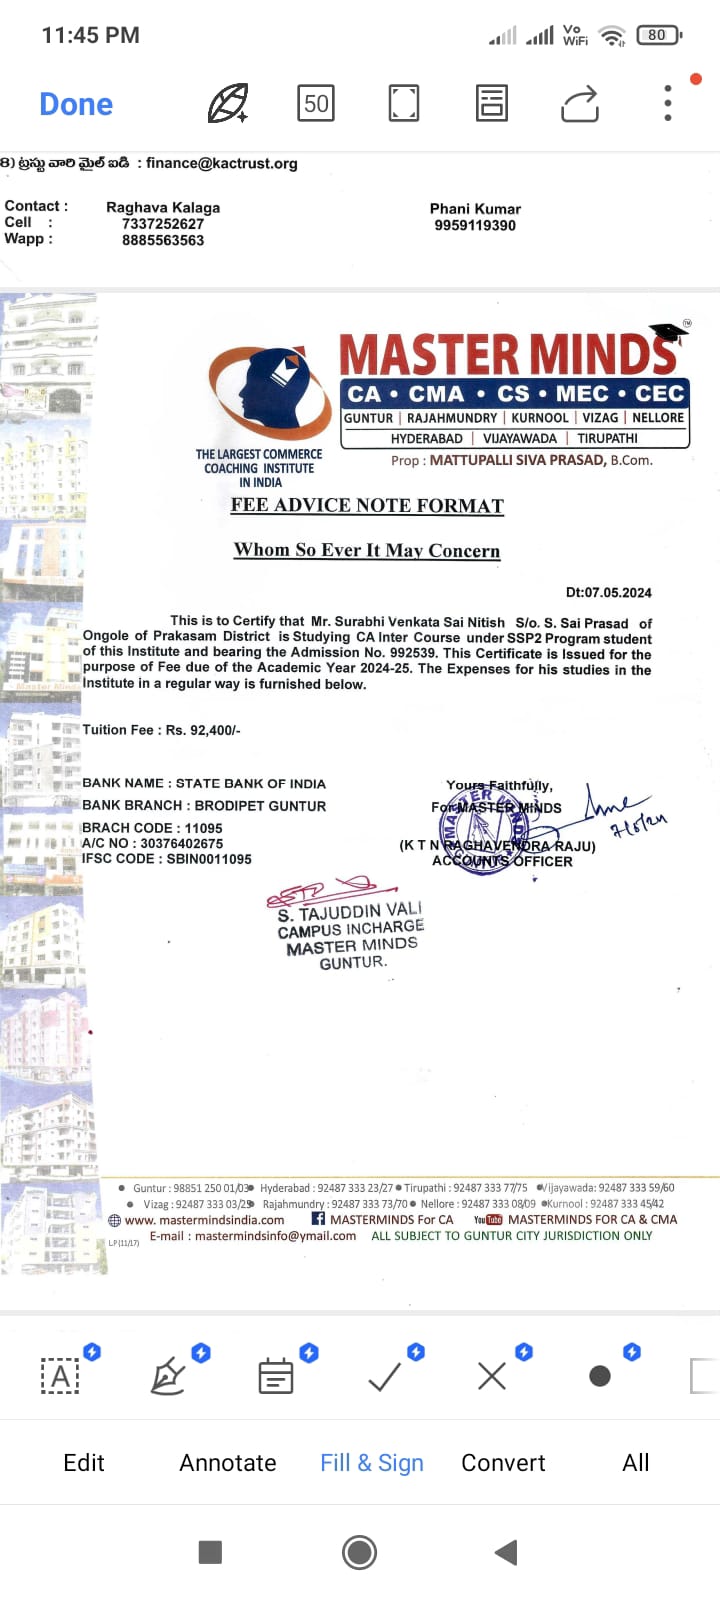 11:45 PM
Vo WiFi
80
Done
50
8) ట్రస్టు వారి మైల్ ఐడి : finance@kactrust.org
Contact : Raghava Kalaga Phani Kumar
Cell : 7337252627 9959119390
Wapp : 8885563563
TM
MASTER MINDS
CA • CMA • CS • MEC • CEC
GUNTUR | RAJAHMUNDRY | KURNOOL | VIZAG | NELLORE
HYDERABAD | VIJAYAWADA | TIRUPATHI
Prop : MATTUPALLI SIVA PRASAD, B.Com.
THE LARGEST COMMERCE
COACHING INSTITUTE
IN INDIA
FEE ADVICE NOTE FORMAT
Whom So Ever It May Concern
Dt:07.05.2024
This is to Certify that Mr. Surabhi Venkata Sai Nitish S/o. S. Sai Prasad of
Ongole of Prakasam District is Studying CA Inter Course under SSP2 Program student
of this Institute and bearing the Admission No. 992539. This Certificate is Issued for the
purpose of Fee due of the Academic Year 2024-25. The Expenses for his studies in the
Institute in a regular way is furnished below.
Tuition Fee : Rs. 92,400/-
BANK NAME : STATE BANK OF INDIA
BANK BRANCH : BRODIPET GUNTUR
BRACH CODE : 11095
A/C NO : 30376402675
IFSC CODE : SBIN0011095
Yours Faithfully,
For MASTER MINDS
7/5/24
(K T N RAGHAVENDRA RAJU)
ACCOUNTS OFFICER
MASTER MINDS
GUNTUR
S. TAJUDDIN VALI
CAMPUS INCHARGE
MASTER MINDS
GUNTUR.
Master Minds
• Guntur : 98851 250 01/03 • Hyderabad : 92487 333 23/27 • Tirupathi : 92487 333 77/75 • Vijayawada: 92487 333 59/60
• Vizag : 92487 333 03/29 • Rajahmundry : 92487 333 73/70 • Nellore : 92487 333 08/09 • Kurnool : 92487 333 45/42
www. mastermindsindia.com MASTERMINDS For CA YouTube MASTERMINDS FOR CA & CMA
LP(11/17) E-mail : mastermindsinfo@ymail.com ALL SUBJECT TO GUNTUR CITY JURISDICTION ONLY
A
Edit Annotate Fill & Sign Convert All